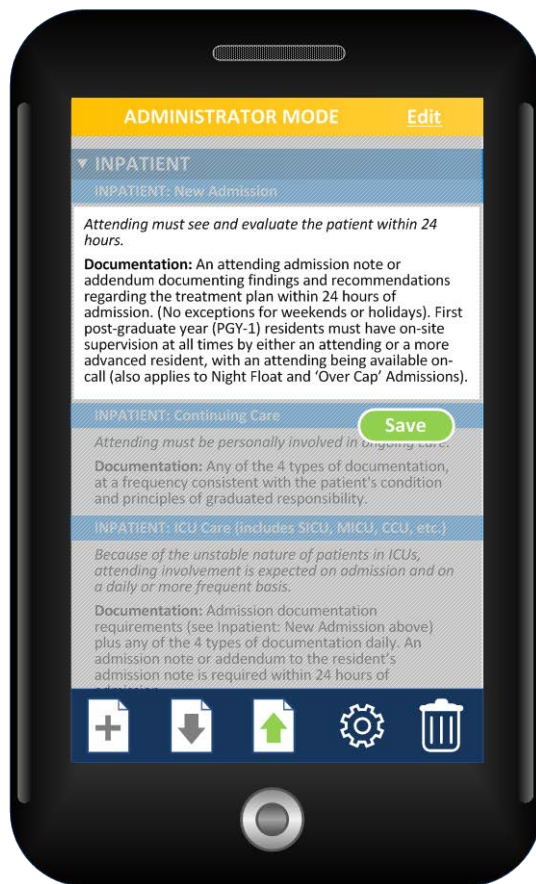 ADMINISTRATOR MODE Edit
INPATIENT
INPATIENT: New Admission
Attending must see and evaluate the patient within 24
hours.
Documentation: An attending admission note or
addendum documenting findings and recommendations
regarding the treatment plan within 24 hours of
admission. (No exceptions for weekends or holidays). First
post-graduate year (PGY-1) residents must have on-site
supervision at all times by either an attending or a more
advanced resident, with an attending being available on-
call (also applies to Night Float and ‘Over Cap’ Admissions).
INPATIENT: Continuing Care
Save
Attending must be personally involved in ongoing care.
Documentation: Any of the 4 types of documentation,
at a frequency consistent with the patient's condition
and principles of graduated responsibility.
INPATIENT: ICU Care (includes SICU, MICU, CCU, etc.)
Because of the unstable nature of patients in ICUs,
attending involvement is expected on admission and on
a daily or more frequent basis.
Documentation: Admission documentation
requirements (see Inpatient: New Admission above)
plus any of the 4 types of documentation daily. An
admission note or addendum to the resident’s
admission note is required within 24 hours of